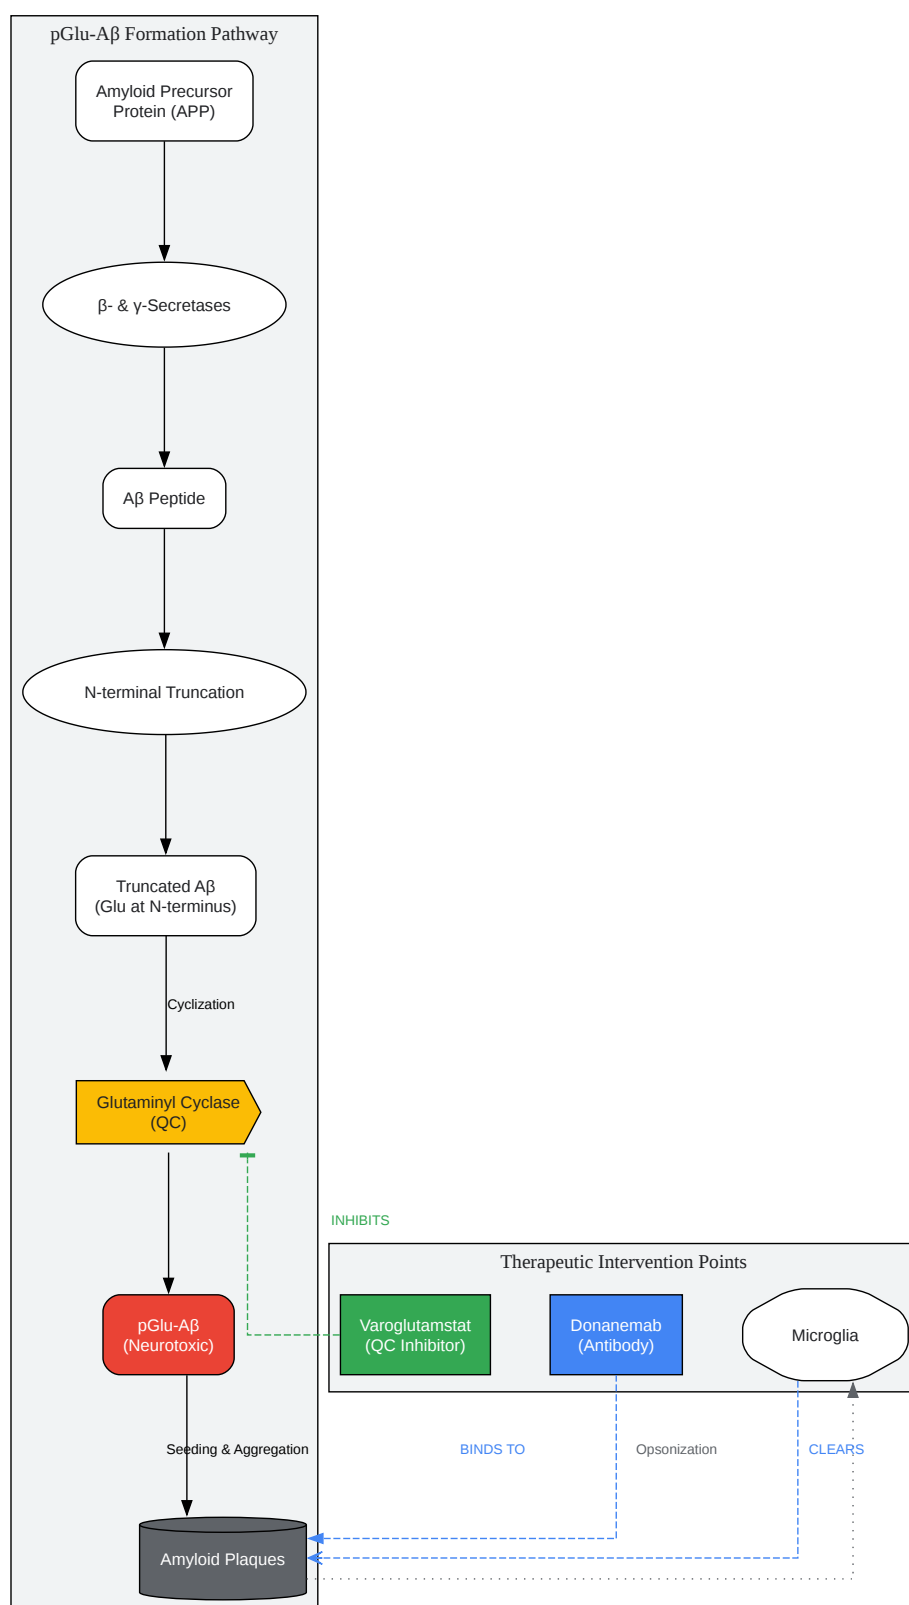 pGlu-Aβ Formation Pathway
Amyloid Precursor
Protein (APP)
β- & γ-Secretases
Aβ Peptide
N-terminal Truncation
Truncated Aβ
(Glu at N-terminus)
Cyclization
Glutaminyl Cyclase
(QC)
INHIBITS
Therapeutic Intervention Points
pGlu-Aβ
(Neurotoxic)
Varoglutamstat
(QC Inhibitor)
Donanemab
(Antibody)
Microglia
Seeding & Aggregation
BINDS TO
Opsonization
CLEARS
Amyloid Plaques